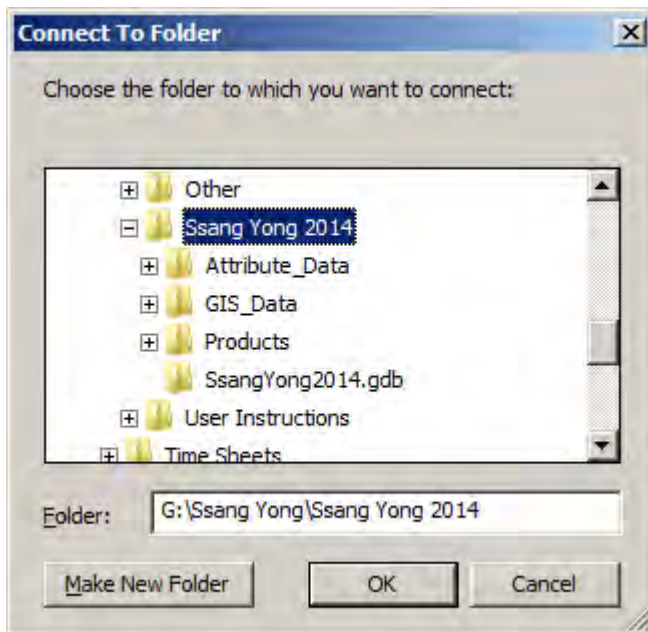 Connect To Folder
Choose the folder to which you want to connect:
Other
Ssang Yong 2014
Attribute_Data
GIS_Data
Products
SsangYong2014.gdb
User Instructions
Time Sheets
Folder: G:\Ssang Yong\Ssang Yong 2014
Make New Folder OK Cancel